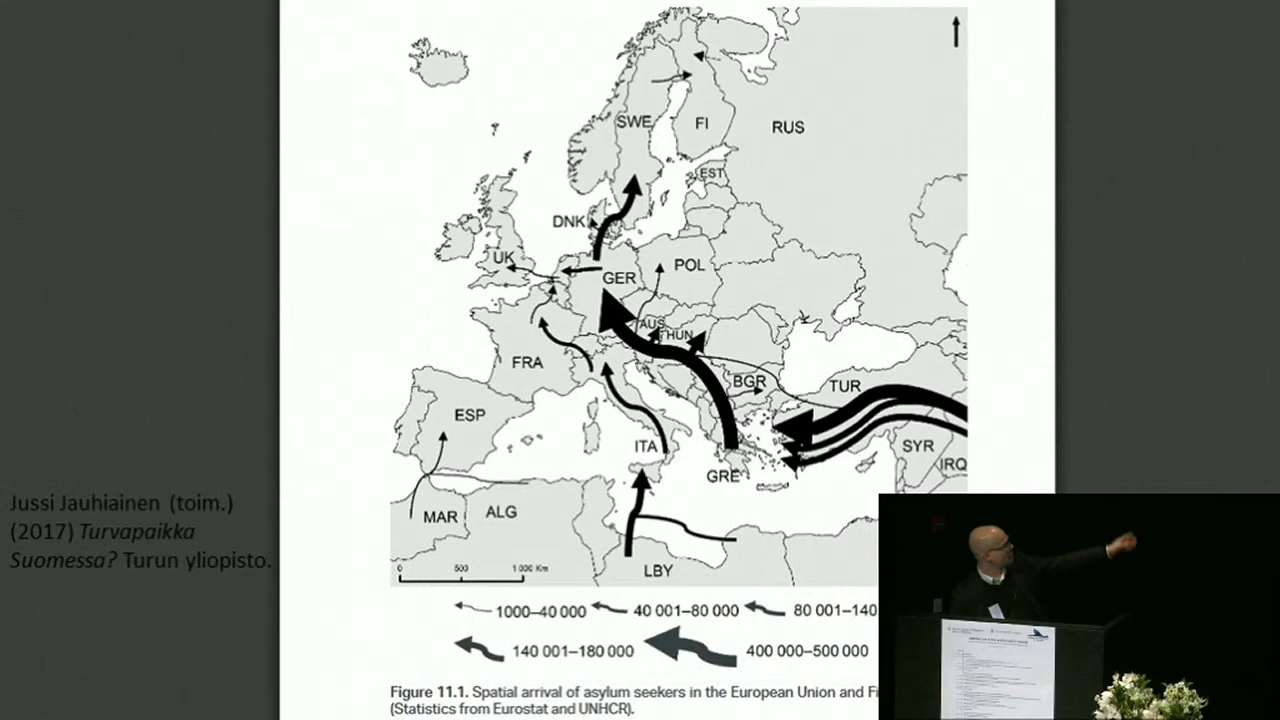 SWE
FI
RUS
EST
DNK
UK
GER
POL
AUS
HUN
FRA
BGR
TUR
ESP
ITA
GRE
SYR
IRQ
MAR
ALG
LBY
0 500 1 000 Km
Jussi Jauhiainen (toim.)
(2017) Turvapaikka
Suomessa? Turun yliopisto.
1000–40 000 40 001–80 000 80 001–140
140 001–180 000 400 000–500 000
Figure 11.1. Spatial arrival of asylum seekers in the European Union and Fi
(Statistics from Eurostat and UNHCR).